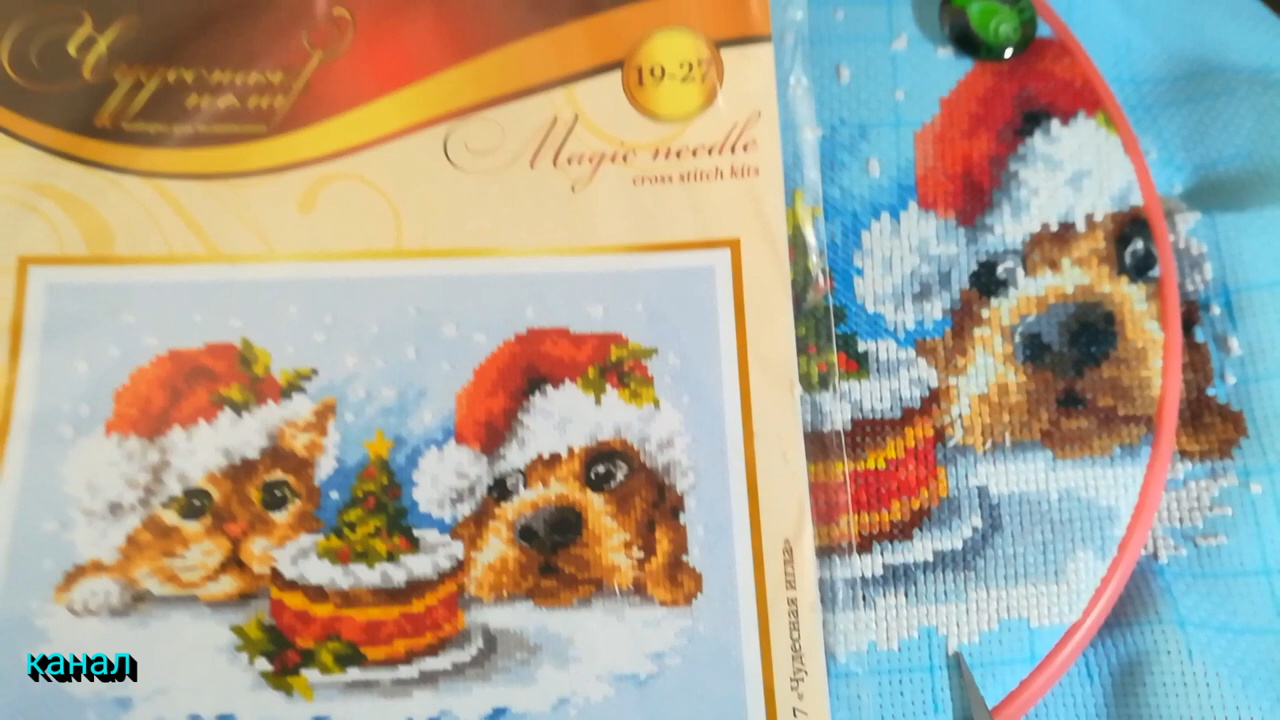 Чудесная
игла
19-27
Magic needle
cross stitch kits
7 «Чудесная игла»
канал